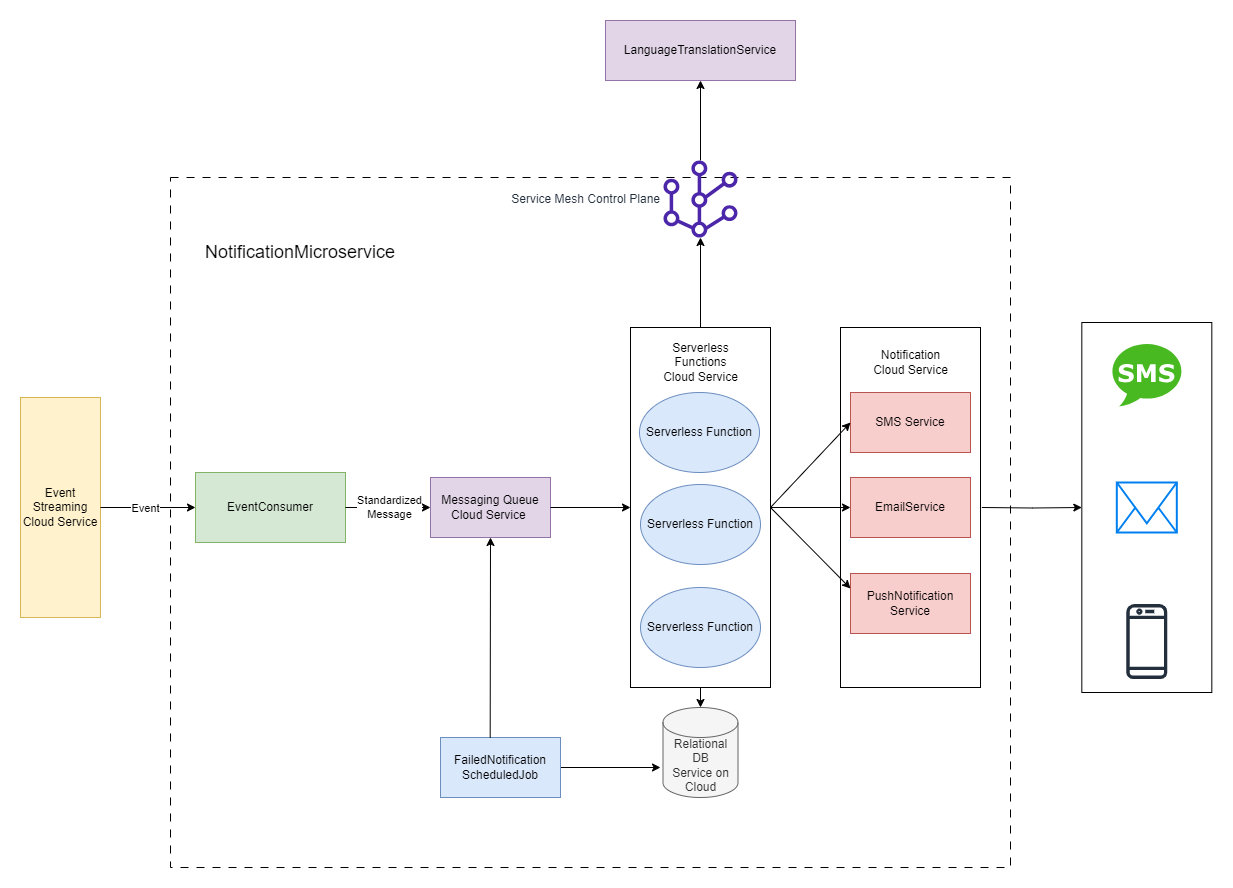 LanguageTranslationService
Service Mesh Control Plane
NotificationMicroservice
Serverless
Functions
Cloud Service
Notification
Cloud Service
SMS
Serverless Function
SMS Service
Event
Streaming
Cloud Service
Event
EventConsumer
Standardized
Message
Messaging Queue
Cloud Service
Serverless Function
EmailService
Serverless Function
PushNotification
Service
FailedNotification
ScheduledJob
Relational
DB
Service on
Cloud